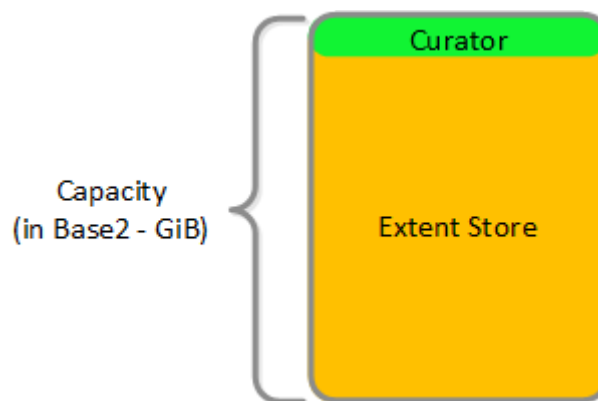 Curator
Capacity
(in Base2 - GiB)
Extent Store